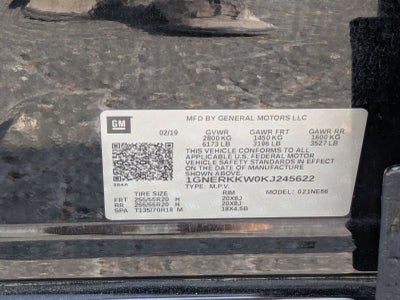 GM
MFD BY GENERAL MOTORS LLC
02/19 GVWR GAWR FRT GAWR RR
2800 KG 1450 KG 1600 KG
6173 LB 3196 LB 3527 LB
THIS VEHICLE CONFORMS TO ALL
APPLICABLE U.S. FEDERAL MOTOR
VEHICLE SAFETY STANDARDS IN EFFECT
ON THE DATE OF MANUFACTURE
SHOWN ABOVE.
1GNERKKW0KJ245622
TYPE: M.P.V. MODEL: 021NE56
TIRE SIZE RIM
FRT 255/55R20 H 20X8J
RR 255/55R20 H 20X8J
SPA T135/70R18 M 18X4.5B